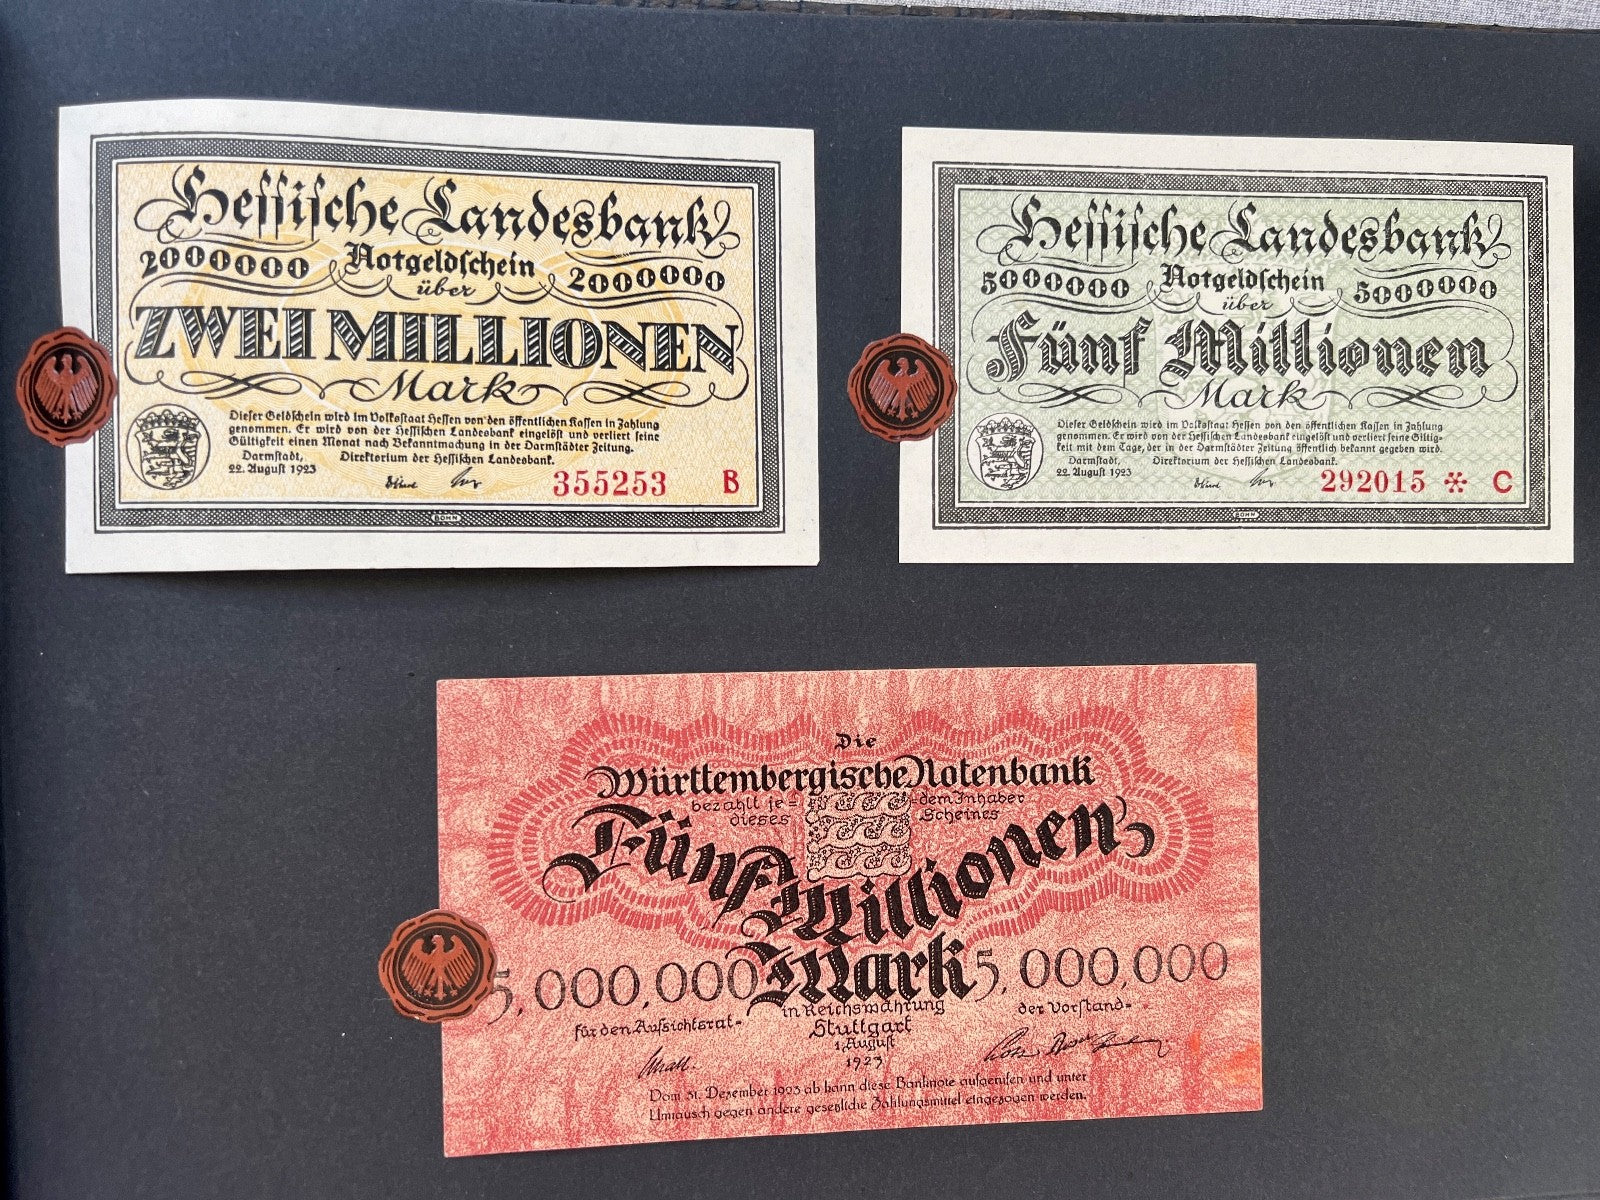 Hessische Landesbank
2000000 Notgeldschein 2000000
über
ZWEI MILLIONEN
Mark
Dieser Geldschein wird im Volksstaat Hessen von den öffentlichen Kassen in Zahlung
genommen. Er wird von der Hessischen Landesbank eingelöst und verliert seine
Gültigkeit einen Monat nach Bekanntmachung in der Darmstädter Zeitung.
Darmstadt, Direktorium der Hessischen Landesbank.
22. August 1923
355253 B
BOHN
Hessische Landesbank
5000000 Notgeldschein 5000000
über
Fünf Millionen
Mark
Dieser Geldschein wird im Volksstaat Hessen von den öffentlichen Kassen in Zahlung
genommen. Er wird von der Hessischen Landesbank eingelöst und verliert seine Gültig-
keit mit dem Tage, der in der Darmstädter Zeitung öffentlich bekannt gegeben wird.
Darmstadt, Direktorium der Hessischen Landesbank.
22. August 1923
292015 * C
BOHN
Die
Württembergische Notenbank
bezahlt je= dem Inhaber
dieses Scheines
Fünf Millionen
Mark
5,000,000 5,000,000
in Reichswährung
für den Aufsichtsrat- der Vorstand-
Stuttgart
1. August
1923
Dom 31. Dezember 1923 ab kann diese Banknote aufgerufen und unter
Umtausch gegen andere gesetzliche Zahlungsmittel eingezogen werden.